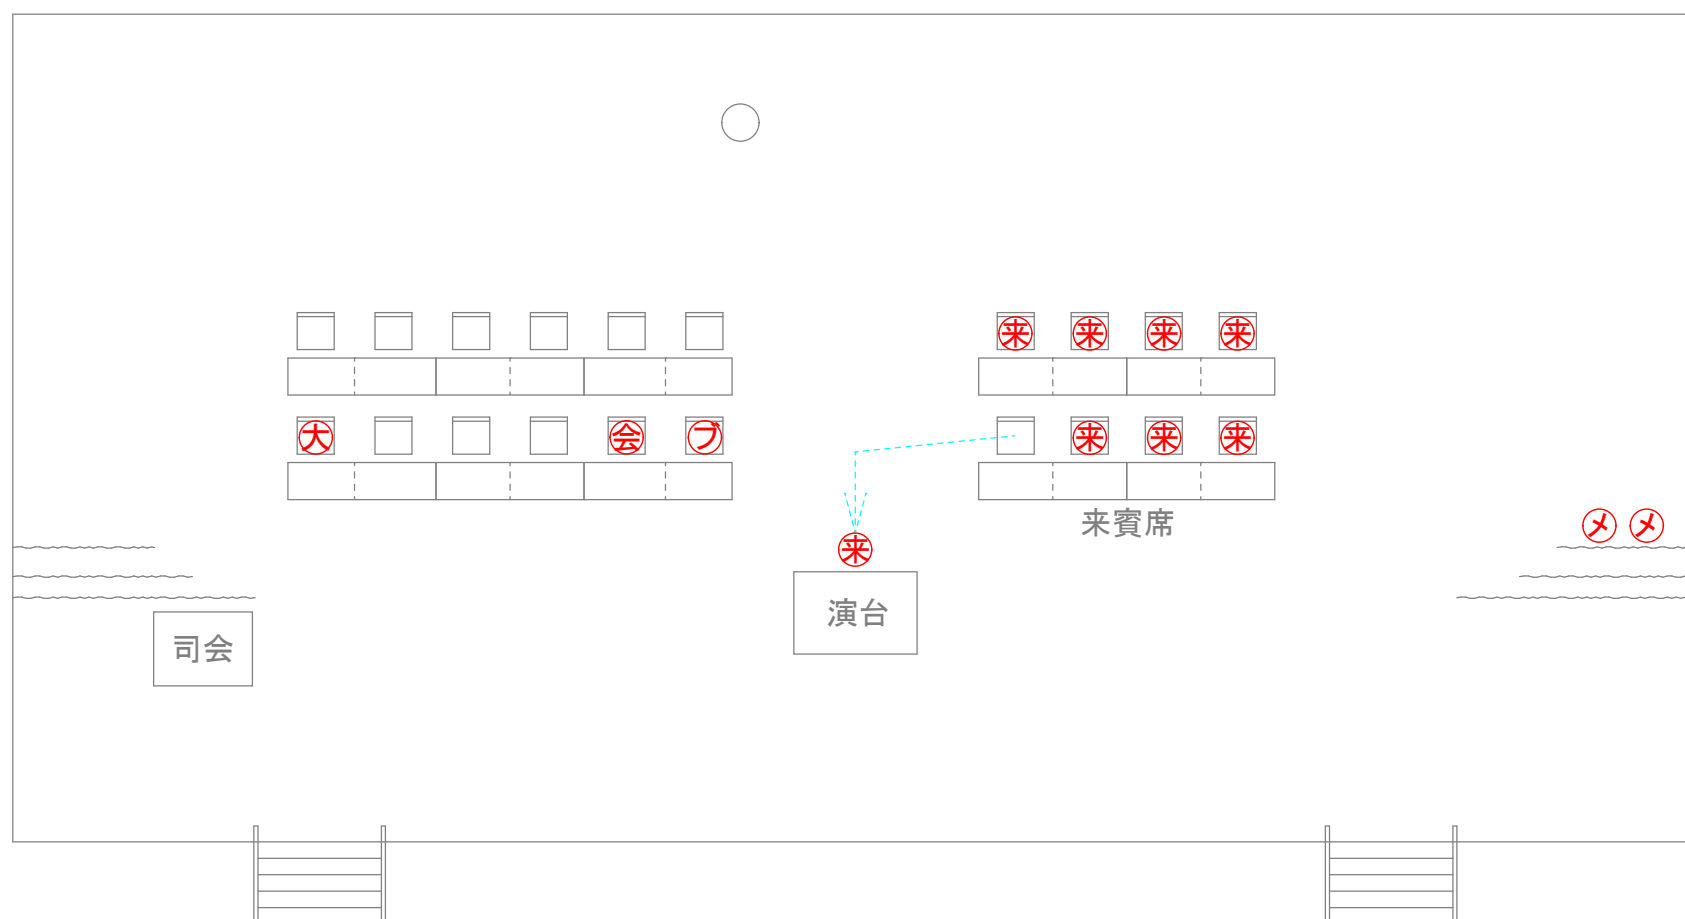 来 来 来 来
大 会 ブ 来 来 来
来賓席
メ メ
来
演台
司会